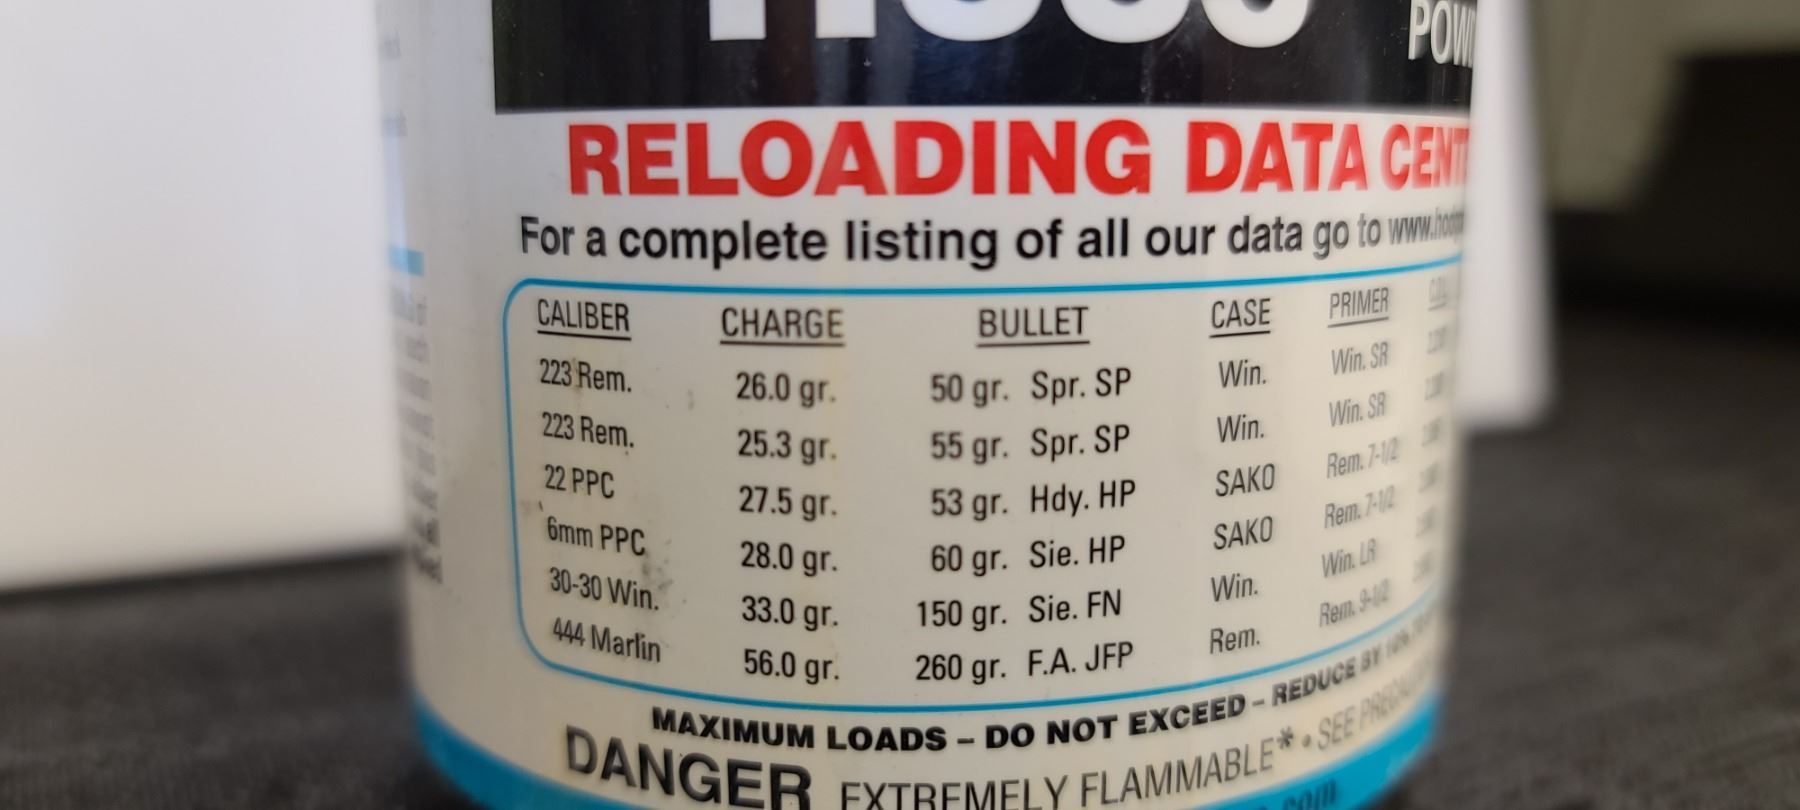 POW
RELOADING DATA CENT
For a complete listing of all our data go to www.hodg
CALIBER CHARGE BULLET CASE PRIMER
223 Rem. 26.0 gr. 50 gr. Spr. SP Win. Win. SR
223 Rem. 25.3 gr. 55 gr. Spr. SP Win. Win. SR
22 PPC 27.5 gr. 53 gr. Hdy. HP SAKO Rem. 7-1/2
6mm PPC 28.0 gr. 60 gr. Sie. HP SAKO Rem. 7-1/2
30-30 Win. 33.0 gr. 150 gr. Sie. FN Win. Win. LR
444 Marlin 56.0 gr. 260 gr. F.A. JFP Rem. Rem. 9-1/2
MAXIMUM LOADS – DO NOT EXCEED – REDUCE BY 10%
DANGER EXTREMELY FLAMMABLE* • SEE